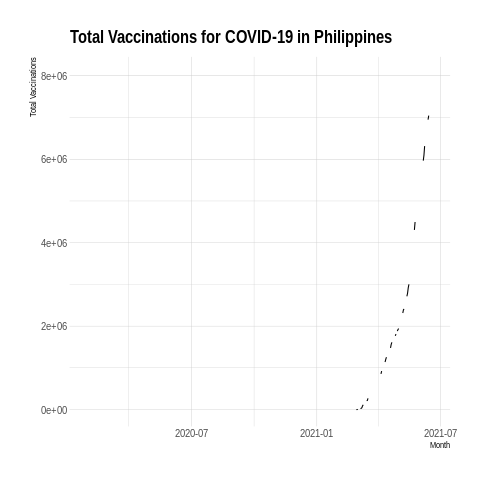 Total Vaccinations for COVID-19 in Philippines
Total Vaccinations
8e+06
6e+06
4e+06
2e+06
0e+00
2020-07
2021-01
2021-07
Month